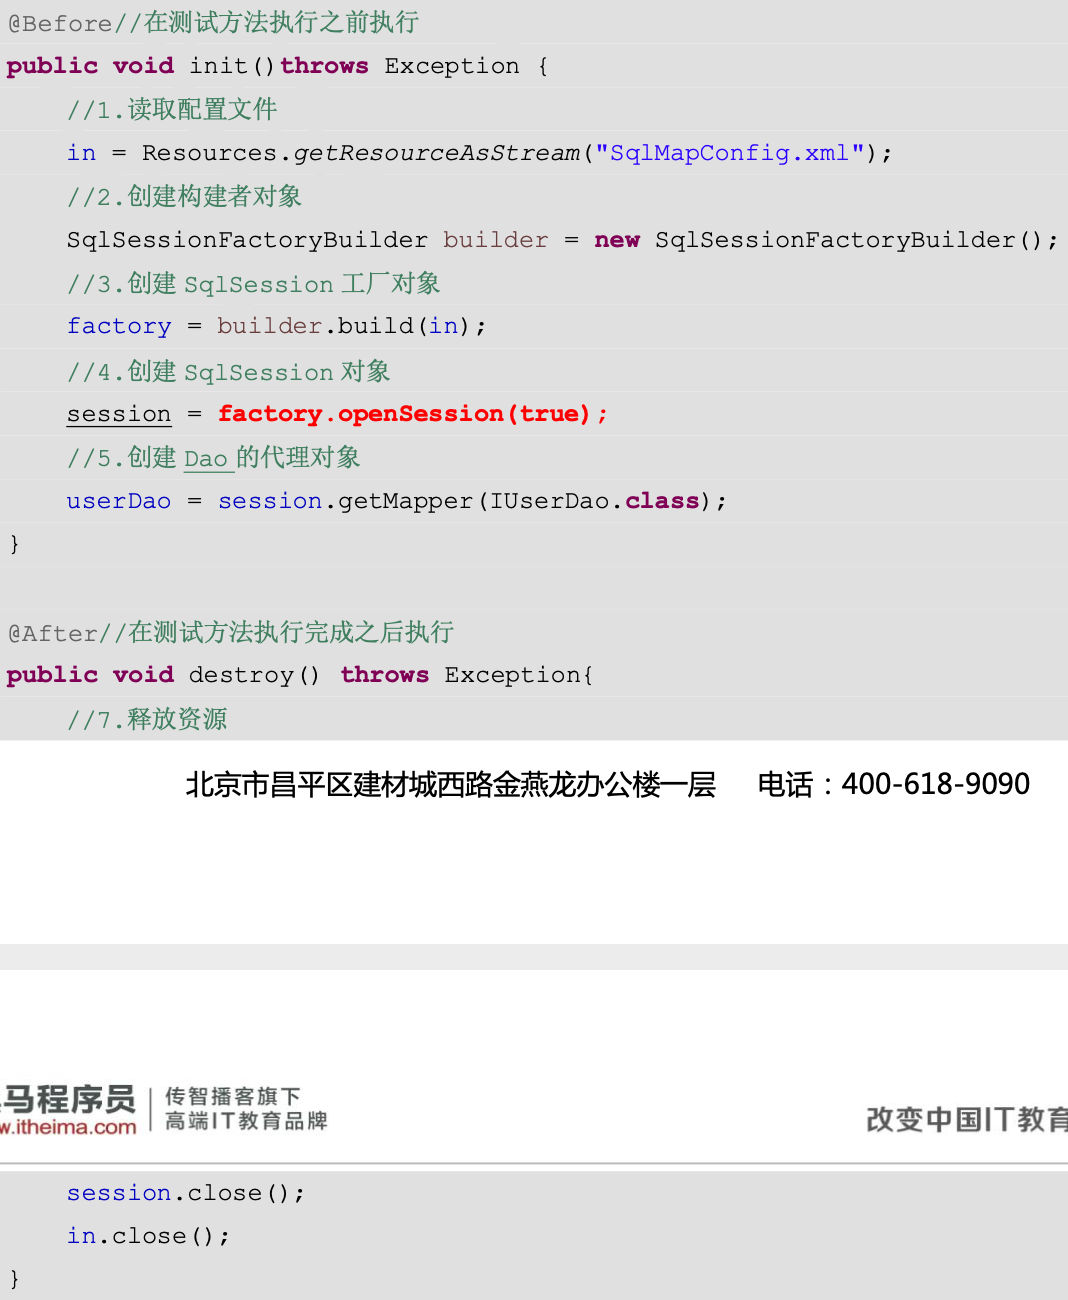 @Before//在测试方法执行之前执行
public void init()throws Exception {
//1.读取配置文件
in = Resources.getResourceAsStream("SqlMapConfig.xml");
//2.创建构建者对象
SqlSessionFactoryBuilder builder = new SqlSessionFactoryBuilder();
//3.创建 SqlSession 工厂对象
factory = builder.build(in);
//4.创建 SqlSession 对象
session = factory.openSession(true);
//5.创建 Dao 的代理对象
userDao = session.getMapper(IUserDao.class);
}
@After//在测试方法执行完成之后执行
public void destroy() throws Exception{
//7.释放资源
北京市昌平区建材城西路金燕龙办公楼一层 电话：400-618-9090
马程序员
w.itheima.com
传智播客旗下
高端IT教育品牌
改变中国IT教育
session.close();
in.close();
}